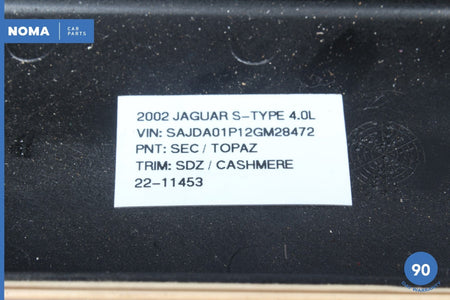 NOMA
CAR
PARTS
2002 JAGUAR S-TYPE 4.0L
VIN: SAJDA01P12GM28472
PNT: SEC / TOPAZ
TRIM: SDZ / CASHMERE
22-11453
90